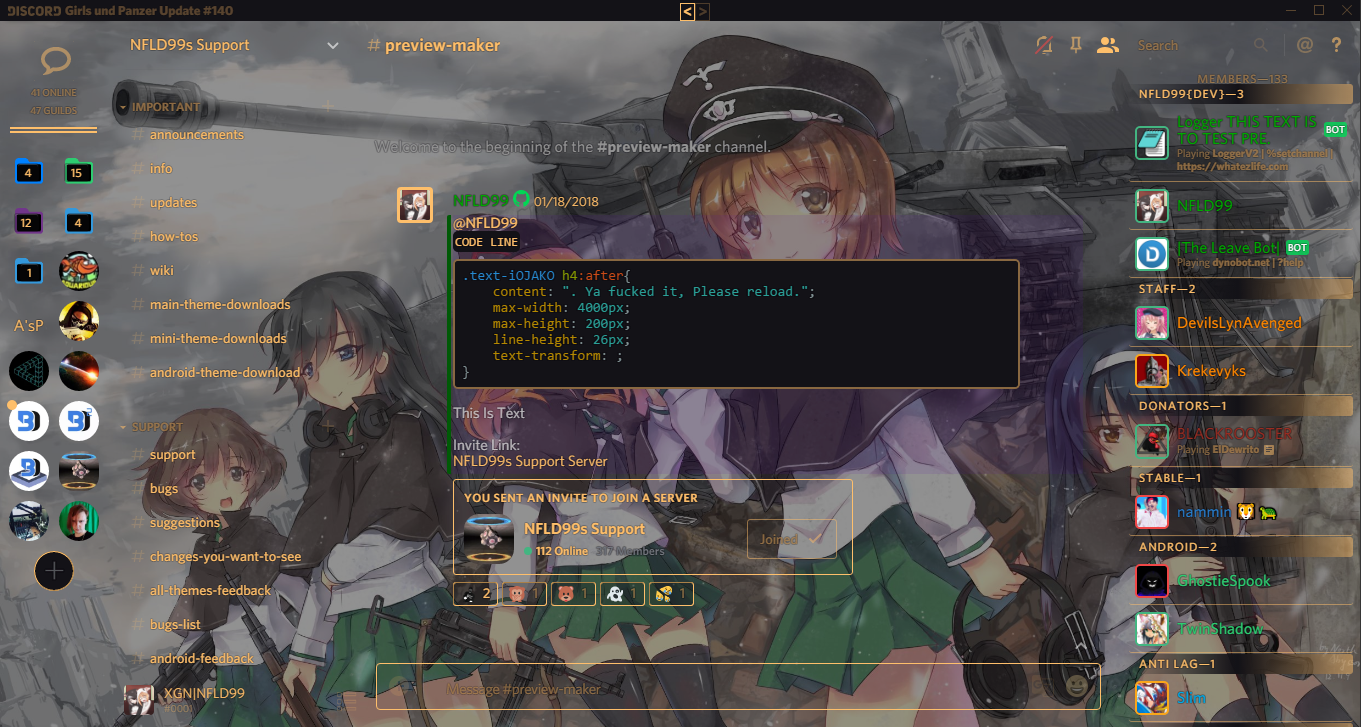 DISCORD Girls und Panzer Update #140
< >
NFLD99s Support
# preview-maker
Search
@ ?
41 ONLINE
47 GUILDS
4
15
12
4
1
A'sP
IMPORTANT
# announcements
# info
# updates
# how-tos
# wiki
# main-theme-downloads
# mini-theme-downloads
# android-theme-download
SUPPORT
# support
# bugs
# suggestions
# changes-you-want-to-see
# all-themes-feedback
# bugs-list
# android-feedback
XGN|NFLD99
#0001
Welcome to the beginning of the #preview-maker channel.
NFLD99 01/18/2018
@NFLD99
CODE LINE
.text-iOJAKO h4:after{
content: ". Ya fucked it, Please reload.";
max-width: 4000px;
max-height: 200px;
line-height: 26px;
text-transform: ;
}
This Is Text
Invite Link:
NFLD99s Support Server
YOU SENT AN INVITE TO JOIN A SERVER
NFLD99s Support
112 Online 317 Members
Joined
2 1 1 1 1
Message #preview-maker
MEMBERS—133
NFLD99{DEV}—3
Logger THIS TEXT IS
TO TEST PRE.
BOT
Playing LoggerV2 | %setchannel |
https://whatezlife.com
NFLD99
|The Leave Bot| BOT
Playing dynobot.net | ?help
STAFF—2
DevilsLynAvenged
Krekevyks
DONATORS—1
BLACKROOSTER
Playing ElDewrito
STABLE—1
nammin
ANDROID—2
GhostieSpook
TwinShadow
ANTI LAG—1
Slim